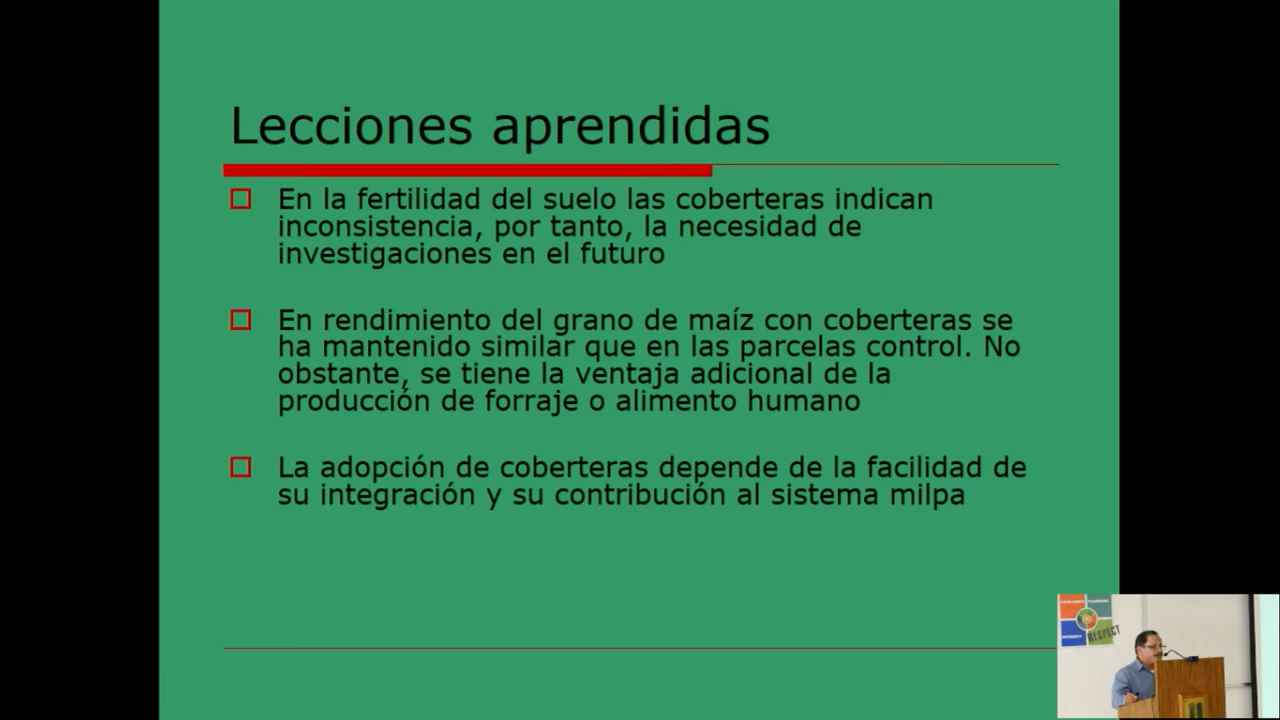 Lecciones aprendidas
En la fertilidad del suelo las coberteras indican
inconsistencia, por tanto, la necesidad de
investigaciones en el futuro
En rendimiento del grano de maíz con coberteras se
ha mantenido similar que en las parcelas control. No
obstante, se tiene la ventaja adicional de la
producción de forraje o alimento humano
La adopción de coberteras depende de la facilidad de
su integración y su contribución al sistema milpa
RESPECT